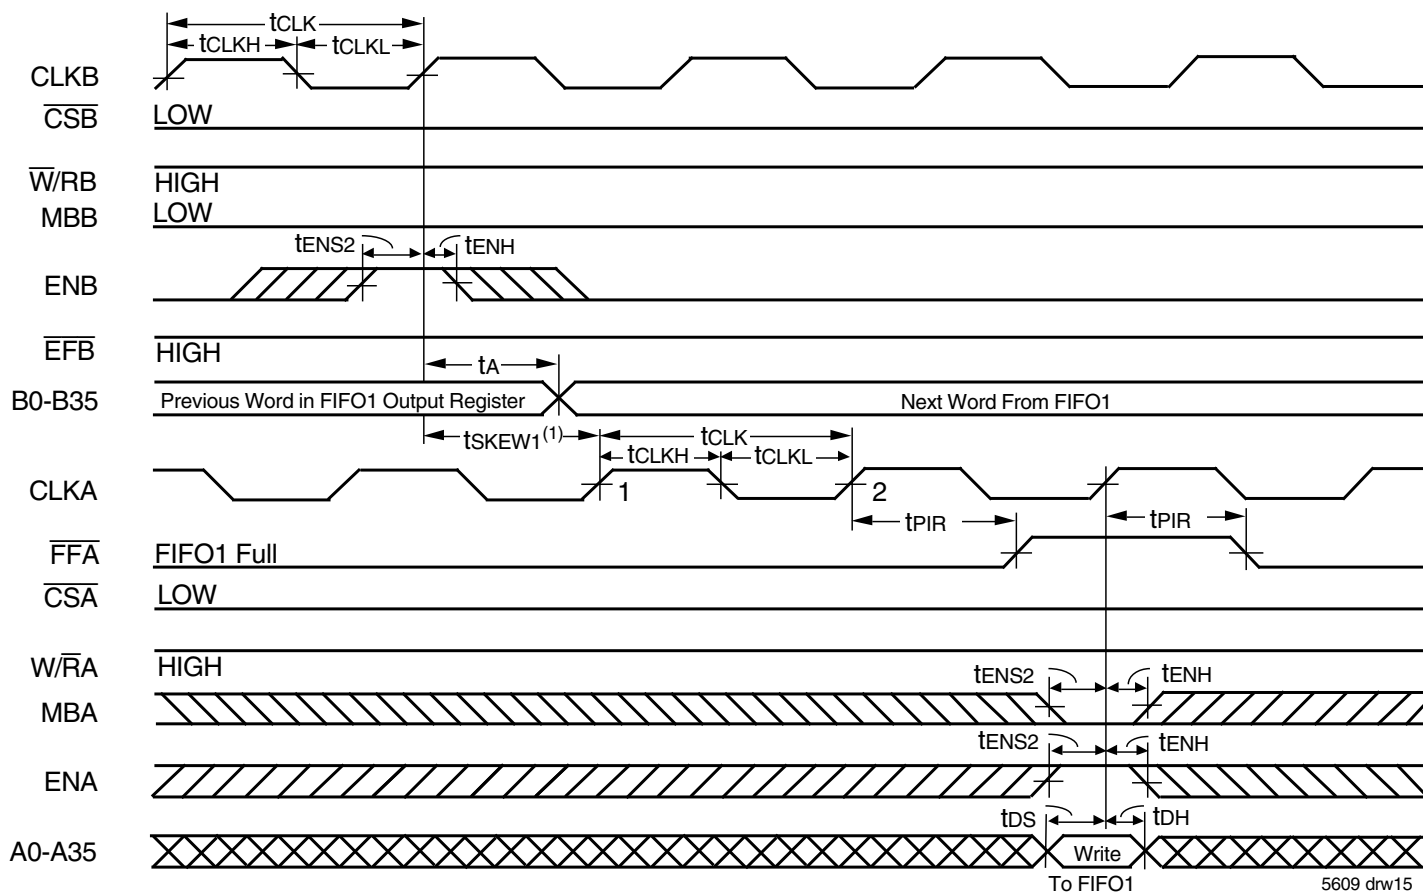 tCLK
tCLKH tCLKL
CLKB
CSB LOW
W/RB HIGH
MBB LOW
tENS2 tENH
ENB
EFB HIGH
tA
B0-B35 Previous Word in FIFO1 Output Register Next Word From FIFO1
tSKEW1(1) tCLK
tCLKH tCLKL
CLKA 1 2
tPIR tPIR
FFA FIFO1 Full
CSA LOW
W/RA HIGH
tENS2 tENH
MBA
tENS2 tENH
ENA
tDS tDH
A0-A35 Write
To FIFO1
5609 drw15